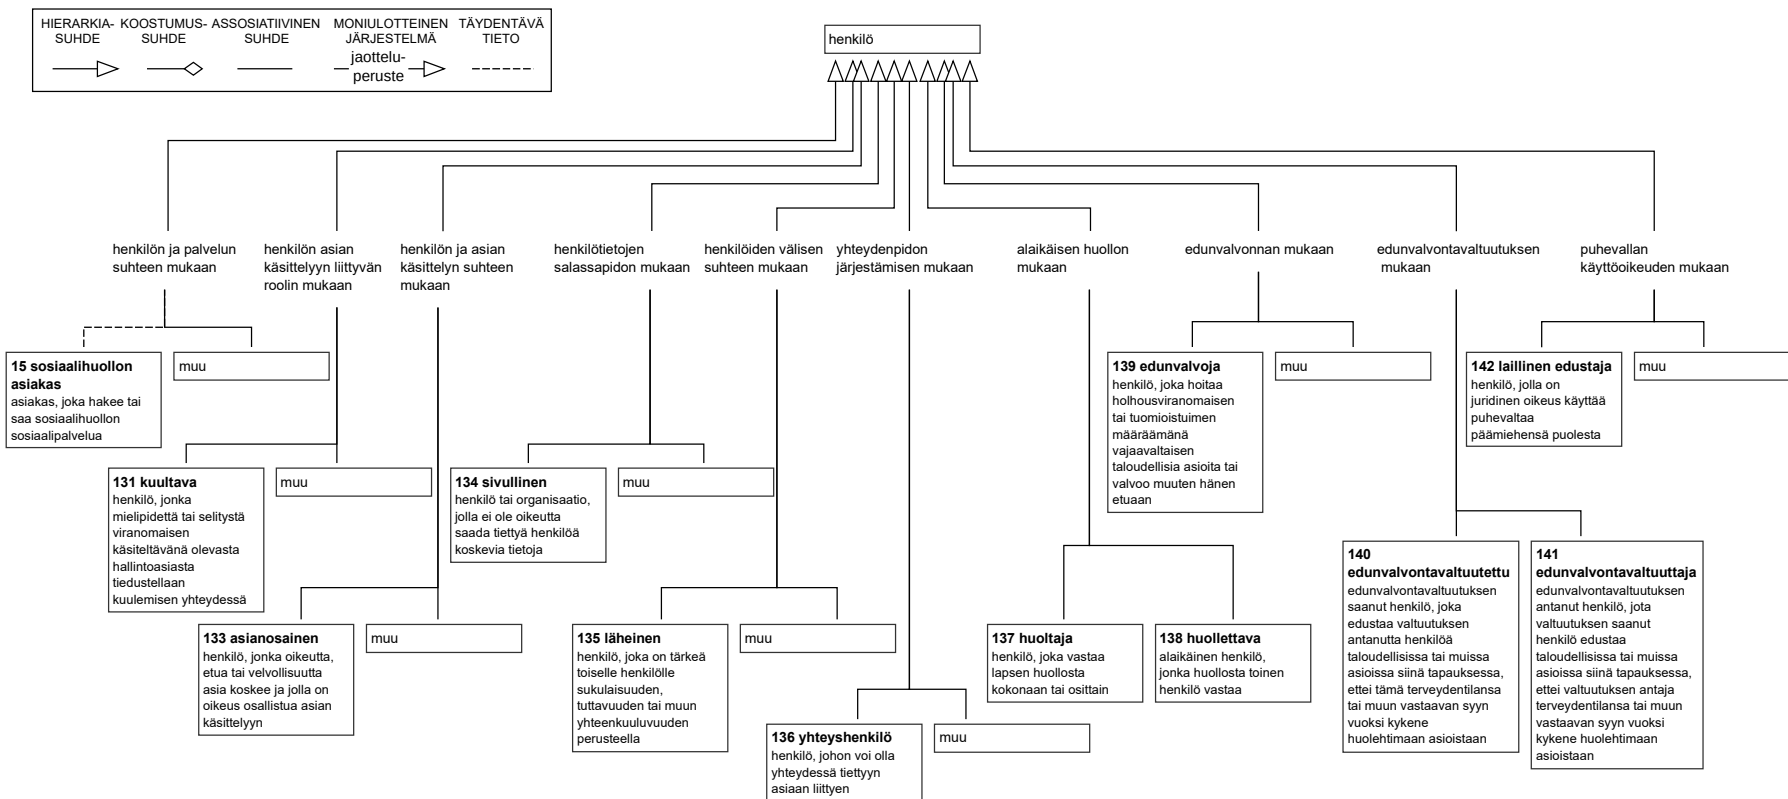 HIERARKIA-
SUHDE
KOOSTUMUS-
SUHDE
ASSOSIATIIVINEN
SUHDE
MONIULOTTEINEN
JÄRJESTELMÄ
TÄYDENTÄVÄ
TIETO
jaottelu-
peruste
henkilö
henkilön ja palvelun
suhteen mukaan
henkilön asian
käsittelyyn liittyvän
roolin mukaan
henkilön ja asian
käsittelyn suhteen
mukaan
henkilötietojen
salassapidon mukaan
henkilöiden välisen
suhteen mukaan
yhteydenpidon
järjestämisen mukaan
alaikäisen huollon
mukaan
edunvalvonnan mukaan
edunvalvontavaltuutuksen
mukaan
puhevallan
käyttöoikeuden mukaan
15 sosiaalihuollon
asiakas
asiakas, joka hakee tai
saa sosiaalihuollon
sosiaalipalvelua
muu
139 edunvalvoja
henkilö, joka hoitaa
holhousviranomaisen
tai tuomioistuimen
määräämänä
vajaavaltaisen
taloudellisia asioita tai
valvoo muuten hänen
etuaan
muu
142 laillinen edustaja
henkilö, jolla on
juridinen oikeus käyttää
puhevaltaa
päämiehensä puolesta
muu
131 kuultava
henkilö, jonka
mielipidettä tai selitystä
viranomaisen
käsiteltävänä olevasta
hallintoasiasta
tiedustellaan
kuulemisen yhteydessä
muu
134 sivullinen
henkilö tai organisaatio,
jolla ei ole oikeutta
saada tiettyä henkilöä
koskevia tietoja
muu
140
edunvalvontavaltuutettu
edunvalvontavaltuutuksen
saanut henkilö, joka
edustaa valtuutuksen
antanutta henkilöä
taloudellisissa tai muissa
asioissa siinä tapauksessa,
ettei tämä terveydentilansa
tai muun vastaavan syyn
vuoksi kykene
huolehtimaan asioistaan
141
edunvalvontavaltuuttaja
edunvalvontavaltuutuksen
antanut henkilö, jota
valtuutuksen saanut
henkilö edustaa
taloudellisissa tai muissa
asioissa siinä tapauksessa,
ettei valtuutuksen antaja
terveydentilansa tai muun
vastaavan syyn vuoksi
kykene huolehtimaan
asioistaan
133 asianosainen
henkilö, jonka oikeutta,
etua tai velvollisuutta
asia koskee ja jolla on
oikeus osallistua asian
käsittelyyn
muu
135 läheinen
henkilö, joka on tärkeä
toiselle henkilölle
sukulaisuuden,
tuttavuuden tai muun
yhteenkuuluvuuden
perusteella
muu
137 huoltaja
henkilö, joka vastaa
lapsen huollosta
kokonaan tai osittain
138 huollettava
alaikäinen henkilö,
jonka huollosta toinen
henkilö vastaa
136 yhteyshenkilö
henkilö, johon voi olla
yhteydessä tiettyyn
asiaan liittyen
muu